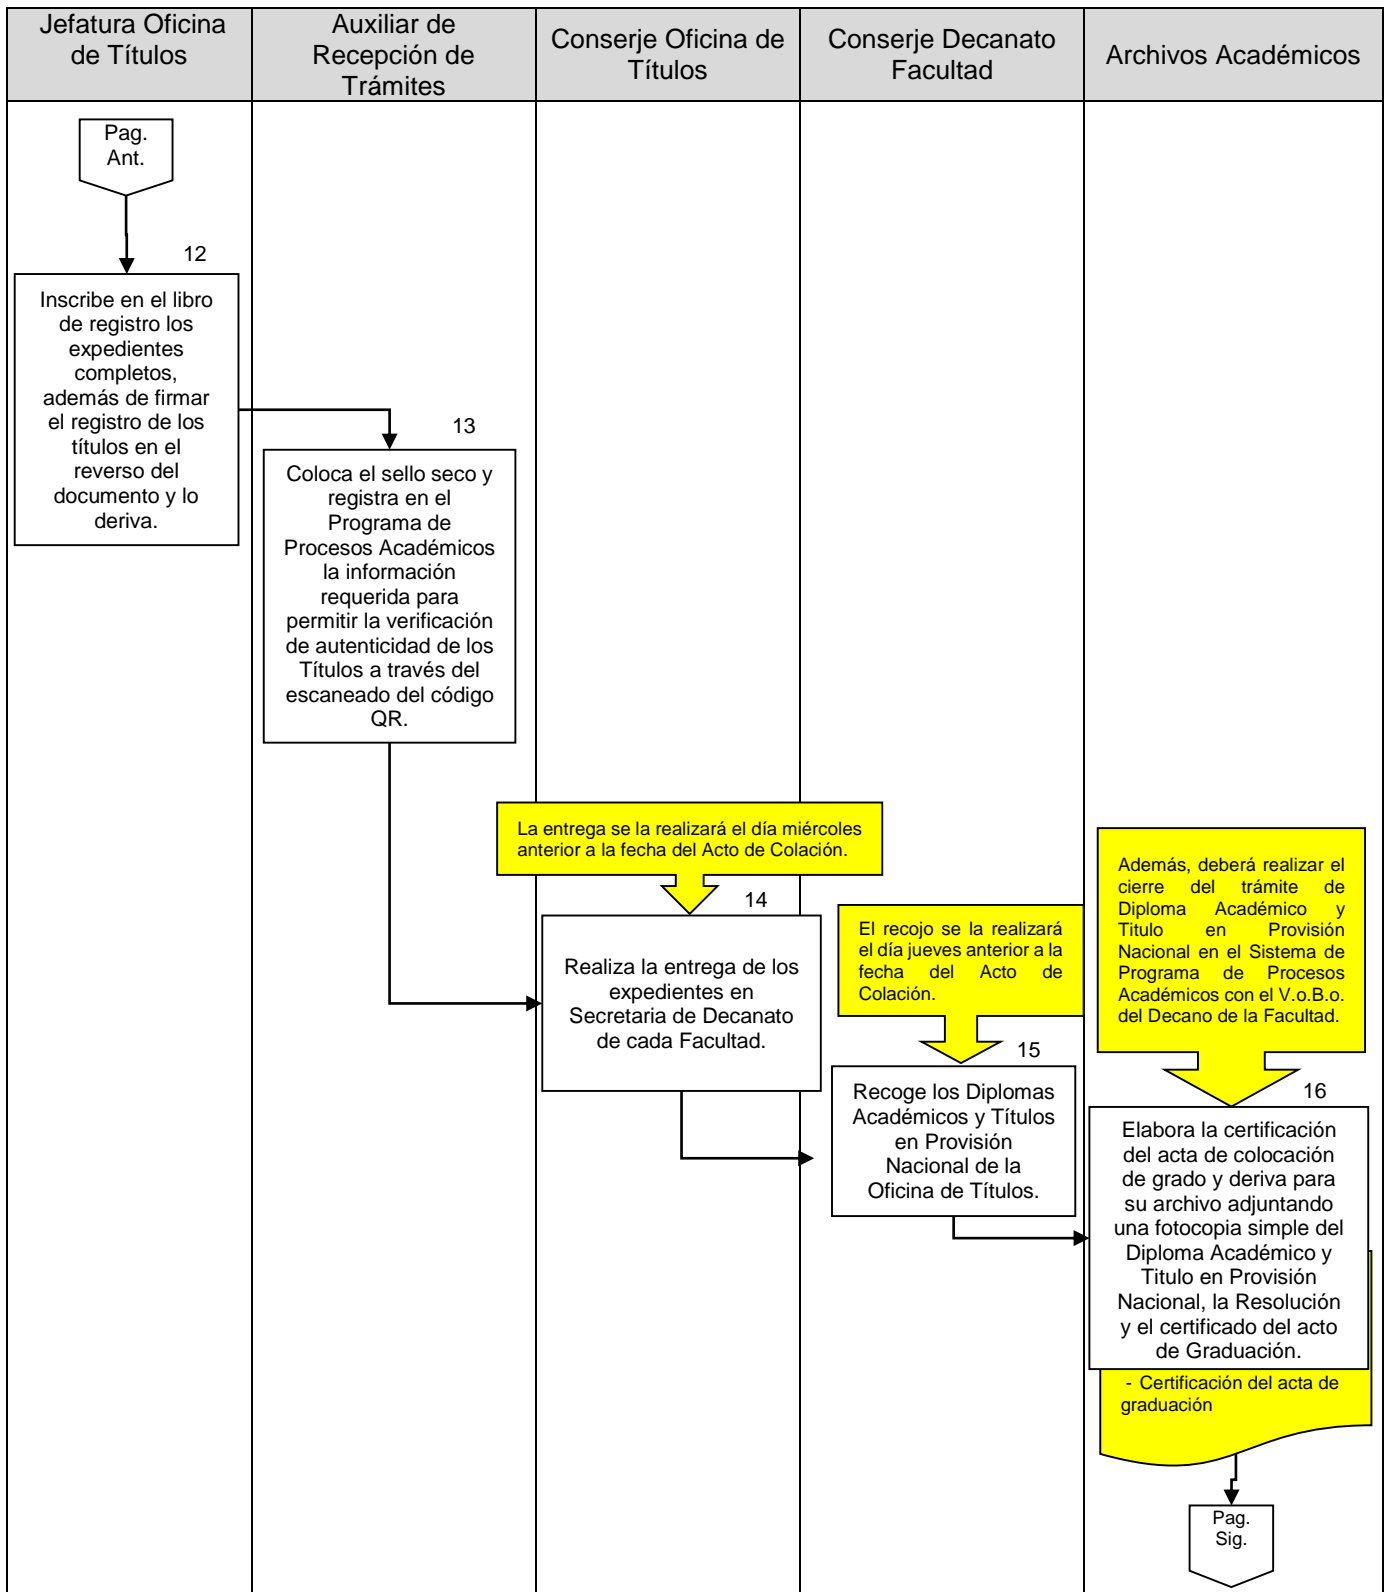 Jefatura Oficina
de Títulos
Auxiliar de
Recepción de
Trámites
Conserje Oficina de
Títulos
Conserje Decanato
Facultad
Archivos Académicos
Pag.
Ant.
12
Inscribe en el libro
de registro los
expedientes
completos,
además de firmar
el registro de los
títulos en el
reverso del
documento y lo
deriva.
13
Coloca el sello seco y
registra en el
Programa de
Procesos Académicos
la información
requerida para
permitir la verificación
de autenticidad de los
Títulos a través del
escaneado del código
QR.
La entrega se la realizará el día miércoles
anterior a la fecha del Acto de Colación.
14
Realiza la entrega de los
expedientes en
Secretaria de Decanato
de cada Facultad.
El recojo se la realizará
el día jueves anterior a la
fecha del Acto de
Colación.
15
Recoge los Diplomas
Académicos y Títulos
en Provisión
Nacional de la
Oficina de Títulos.
Además, deberá realizar el
cierre del trámite de
Diploma Académico y
Titulo en Provisión
Nacional en el Sistema de
Programa de Procesos
Académicos con el V.o.B.o.
del Decano de la Facultad.
16
Elabora la certificación
del acta de colocación
de grado y deriva para
su archivo adjuntando
una fotocopia simple del
Diploma Académico y
Titulo en Provisión
Nacional, la Resolución
y el certificado del acto
de Graduación.
- Certificación del acta de
graduación
Pag.
Sig.